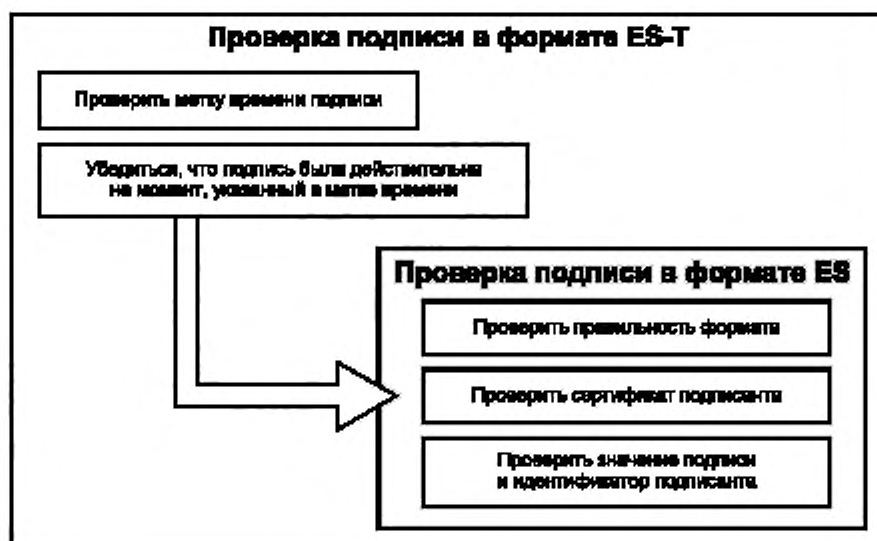 Проверка подписи в формате ES-T
Проверить метку времени подписи
Убедиться, что подпись была действительна
на момент, указанный в метке времени
Проверка подписи в формате ES
Проверить правильность формата
Проверить сертификат подписанта
Проверить значение подписи
и идентификатор подписанта